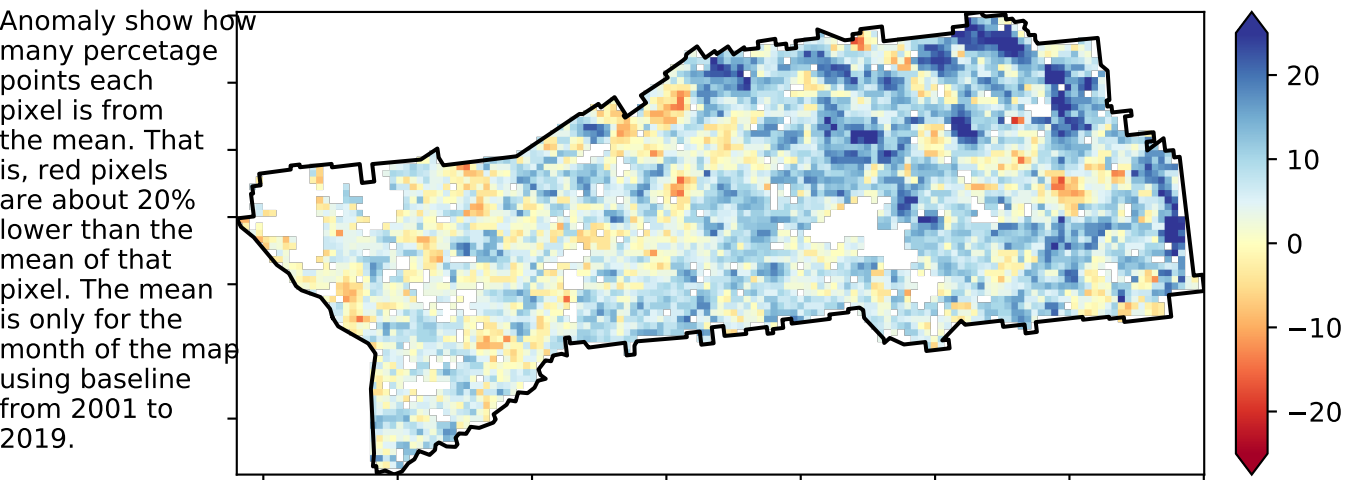 Anomaly show how
many percetage
points each
pixel is from
the mean. That
is, red pixels
are about 20%
lower than the
mean of that
pixel. The mean
is only for the
month of the map
using baseline
from 2001 to
2019.
20
10
0
−10
−20